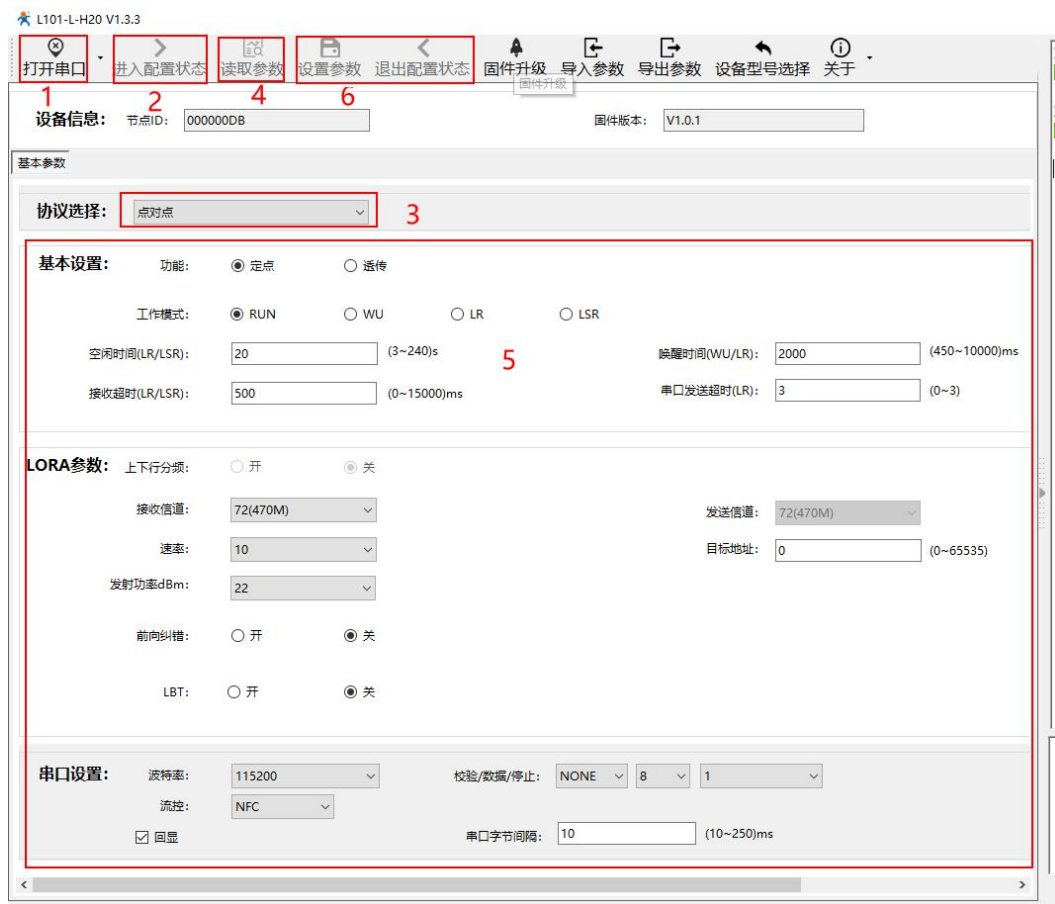 L101-L-H20 V1.3.3
打开串口 进入配置状态 读取参数 设置参数 退出配置状态 固件升级 导入参数 导出参数 设备型号选择 关于
固件升级
1 2 4 6
设备信息: 节点ID: 000000DB 固件版本: V1.0.1
基本参数
协议选择: 点对点 3
基本设置: 功能: 定点 透传
工作模式: RUN WU LR LSR
空闲时间(LR/LSR): 20 (3~240)s 5 唤醒时间(WU/LR): 2000 (450~10000)ms
接收超时(LR/LSR): 500 (0~15000)ms 串口发送超时(LR): 3 (0~3)
LORA参数: 上下行分频: 开 关
接收信道: 72(470M) 发送信道: 72(470M)
速率: 10 目标地址: 0 (0~65535)
发射功率dBm: 22
前向纠错: 开 关
LBT: 开 关
串口设置: 波特率: 115200 校验/数据/停止: NONE 8 1
流控: NFC
回显 串口字节间隔: 10 (10~250)ms